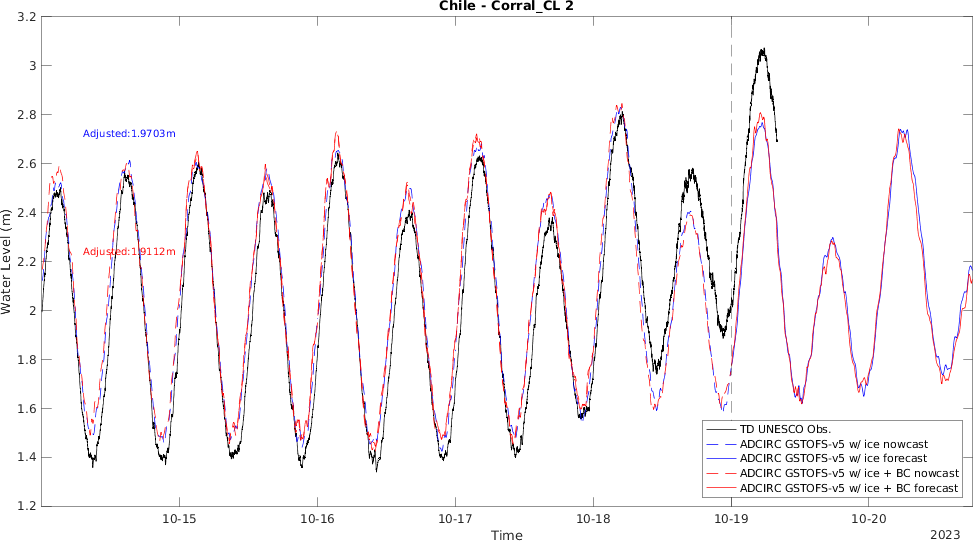 Chile - Corral_CL 2
3.2
3
2.8
2.6
2.4
2.2
2
1.8
1.6
1.4
1.2
Water Level (m)
Adjusted:1.9703m
Adjusted:1.9112m
TD UNESCO Obs.
ADCIRC GSTOFS-v5 w/ ice nowcast
ADCIRC GSTOFS-v5 w/ ice forecast
ADCIRC GSTOFS-v5 w/ ice + BC nowcast
ADCIRC GSTOFS-v5 w/ ice + BC forecast
10-15 10-16 10-17 10-18 10-19 10-20
Time
2023